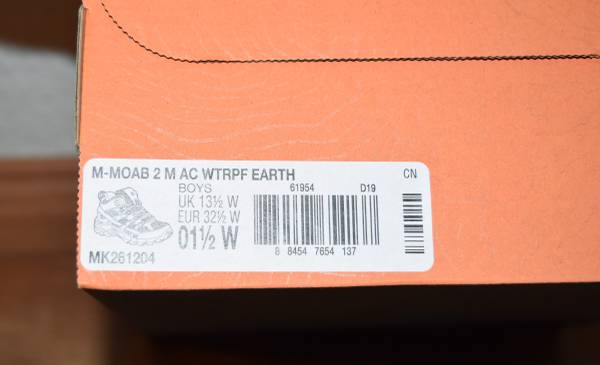 M-MOAB 2 M AC WTRPF EARTH
CN
BOYS
61954
D19
UK 13½ W
EUR 32½ W
01½ W
8 8454 7654 137
MK261204